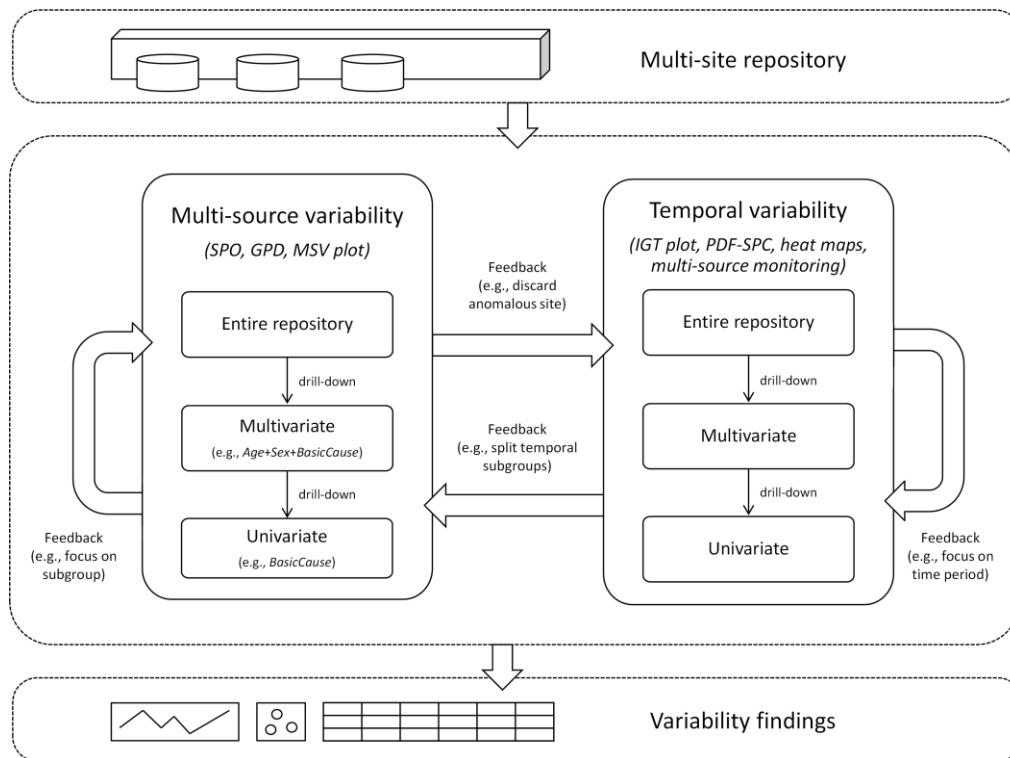 Multi-site repository
Multi-source variability
(SPO, GPD, MSV plot)
Entire repository
drill-down
Multivariate
(e.g., Age+Sex+BasicCause)
drill-down
Univariate
(e.g., BasicCause)
Feedback
(e.g., focus on
subgroup)
Feedback
(e.g., discard
anomalous site)
Feedback
(e.g., split temporal
subgroups)
Temporal variability
(IGT plot, PDF-SPC, heat maps,
multi-source monitoring)
Entire repository
drill-down
Multivariate
drill-down
Univariate
Feedback
(e.g., focus on
time period)
Variability findings